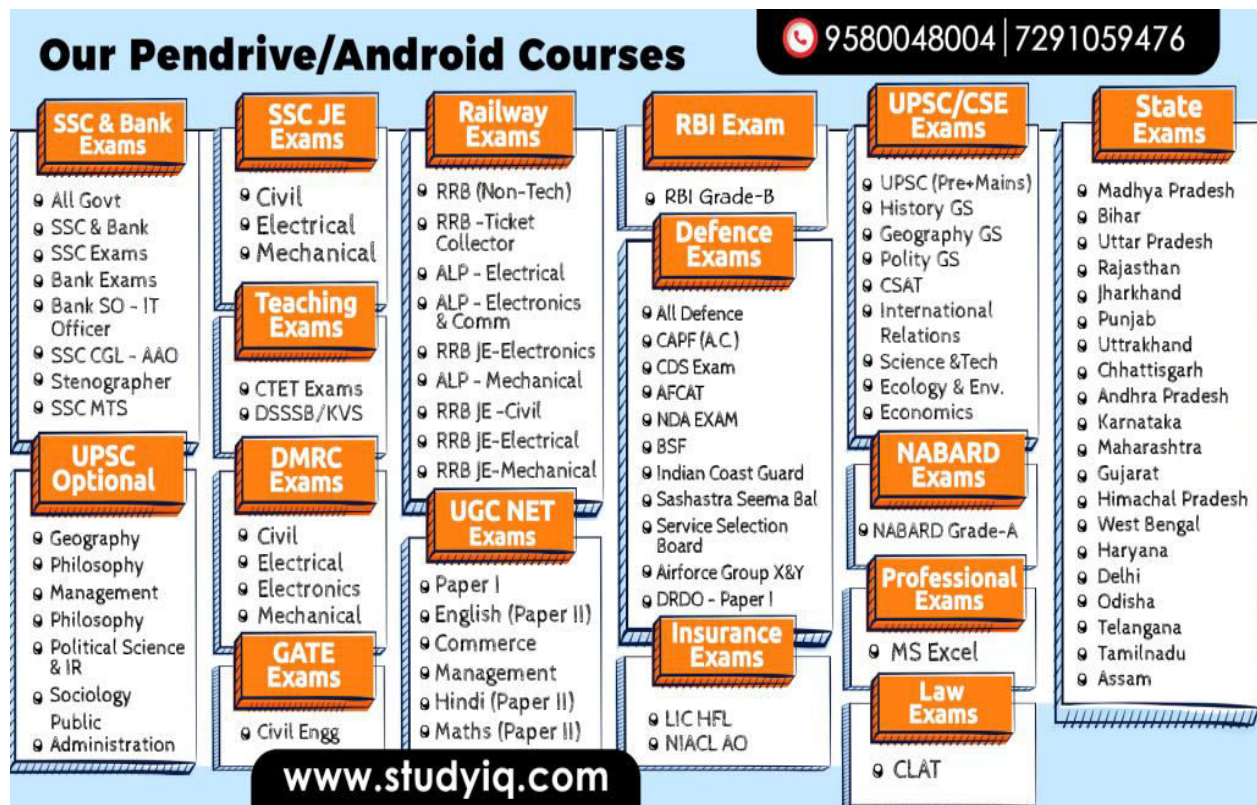 Our Pendrive/Android Courses
9580048004 | 7291059476
SSC & Bank
Exams
All Govt
SSC & Bank
SSC Exams
Bank Exams
Bank SO - IT
Officer
SSC CGL - AAO
Stenographer
SSC MTS
UPSC
Optional
Geography
Philosophy
Management
Philosophy
Political Science
& IR
Sociology
Public
Administration
SSC JE
Exams
Civil
Electrical
Mechanical
Teaching
Exams
CTET Exams
DSSSB/KVS
DMRC
Exams
Civil
Electrical
Electronics
Mechanical
GATE
Exams
Civil Engg
Railway
Exams
RRB (Non-Tech)
RRB -Ticket
Collector
ALP - Electrical
ALP - Electronics
& Comm
RRB JE-Electronics
ALP - Mechanical
RRB JE -Civil
RRB JE-Electrical
RRB JE-Mechanical
UGC NET
Exams
Paper I
English (Paper II)
Commerce
Management
Hindi (Paper II)
Maths (Paper II)
RBI Exam
RBI Grade-B
Defence
Exams
All Defence
CAPF (A.C.)
CDS Exam
AFCAT
NDA EXAM
BSF
Indian Coast Guard
Sashastra Seema Bal
Service Selection
Board
Airforce Group X&Y
DRDO - Paper I
Insurance
Exams
LIC HFL
NIACL AO
UPSC/CSE
Exams
UPSC (Pre+Mains)
History GS
Geography GS
Polity GS
CSAT
International
Relations
Science &Tech
Ecology & Env.
Economics
NABARD
Exams
NABARD Grade-A
Professional
Exams
MS Excel
Law
Exams
CLAT
State
Exams
Madhya Pradesh
Bihar
Uttar Pradesh
Rajasthan
Jharkhand
Punjab
Uttrakhand
Chhattisgarh
Andhra Pradesh
Karnataka
Maharashtra
Gujarat
Himachal Pradesh
West Bengal
Haryana
Delhi
Odisha
Telangana
Tamilnadu
Assam
www.studyiq.com